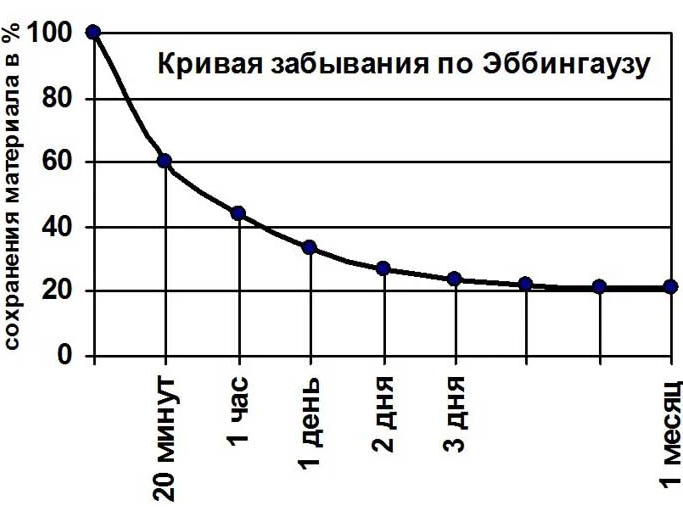 Кривая забывания по Эббингаузу
сохранения материала в %
100
80
60
40
20
0
20 минут
1 час
1 день
2 дня
3 дня
1 месяц